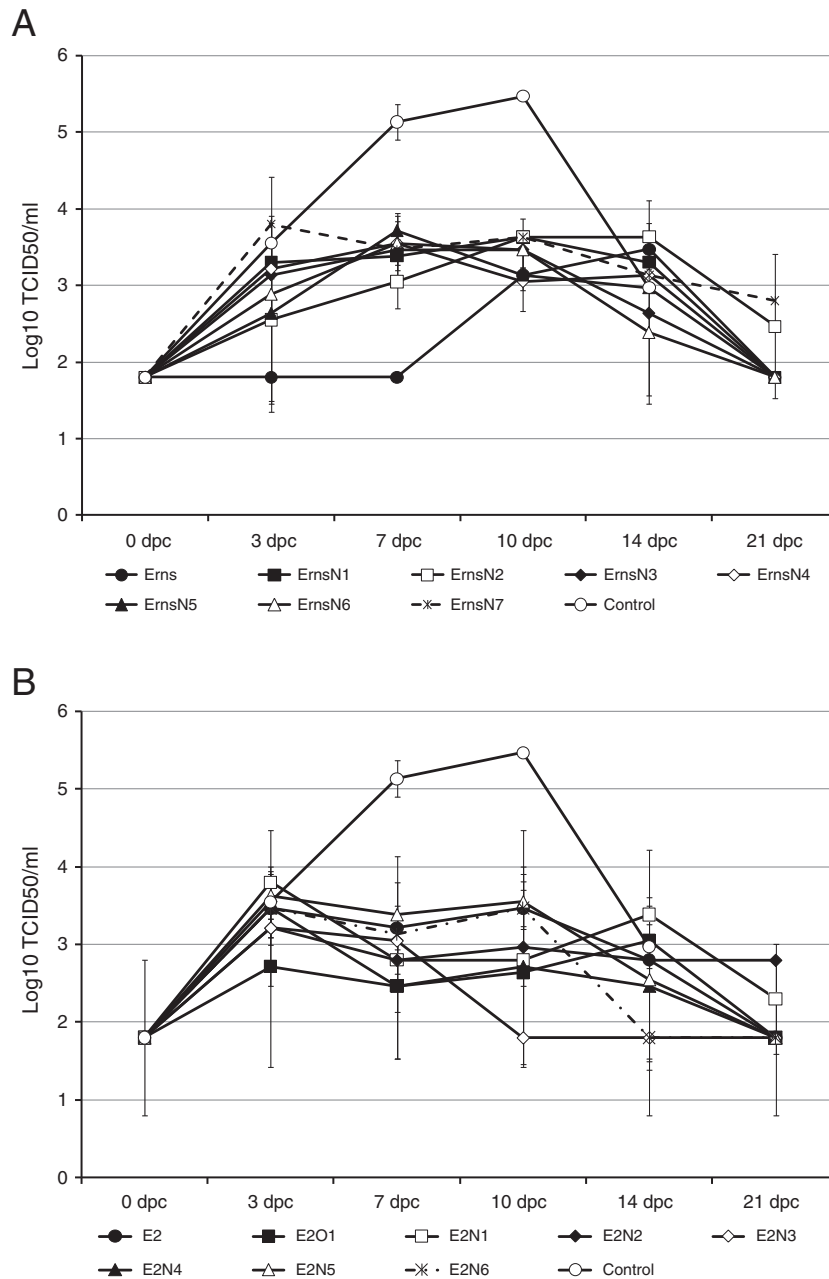 A
6
5
4
3
2
1
0
Log10 TCID50/ml
0 dpc 3 dpc 7 dpc 10 dpc 14 dpc 21 dpc
Erns ErnsN1 ErnsN2 ErnsN3 ErnsN4
ErnsN5 ErnsN6 ErnsN7 Control
B
6
5
4
3
2
1
0
Log10 TCID50/ml
0 dpc 3 dpc 7 dpc 10 dpc 14 dpc 21 dpc
E2 E2O1 E2N1 E2N2 E2N3
E2N4 E2N5 E2N6 Control